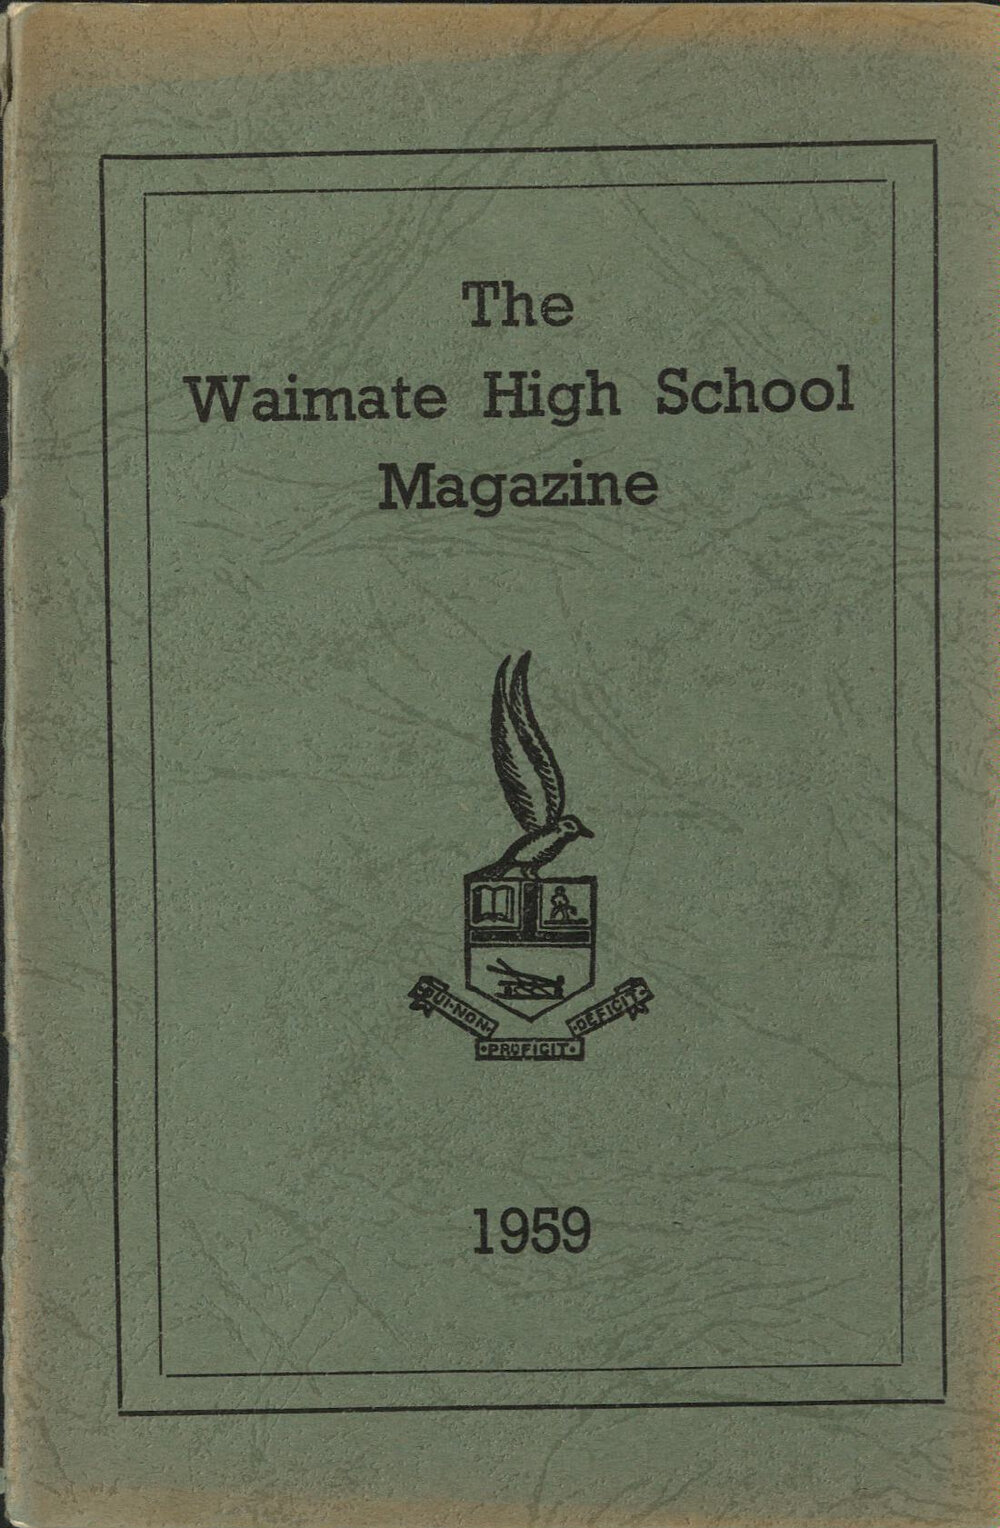 The
Waimate High School
Magazine
QUI·NON·
·PROFICIT·
·DEFICIT·
1959